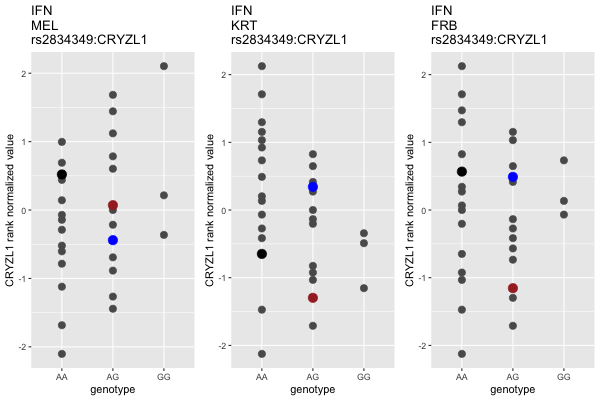 IFN
MEL
rs2834349:CRYZL1
CRYZL1 rank normalized value
2
1
0
-1
-2
AA
AG
GG
genotype
IFN
KRT
rs2834349:CRYZL1
CRYZL1 rank normalized value
2
1
0
-1
-2
AA
AG
GG
genotype
IFN
FRB
rs2834349:CRYZL1
CRYZL1 rank normalized value
2
1
0
-1
-2
AA
AG
GG
genotype